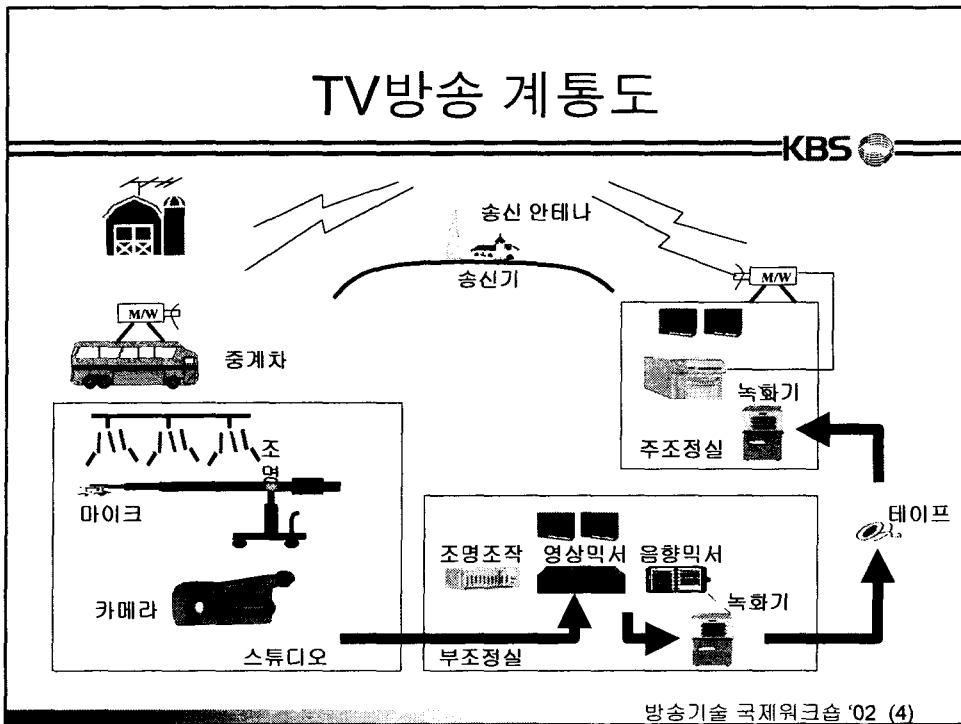 TV방송 계통도
KBS
송신 안테나
송신기
M/W
M/W
중계차
녹화기
주조정실
조명
마이크
테이프
조명조작 영상믹서 음향믹서
녹화기
카메라
스튜디오
부조정실
방송기술 국제워크숍 '02 (4)